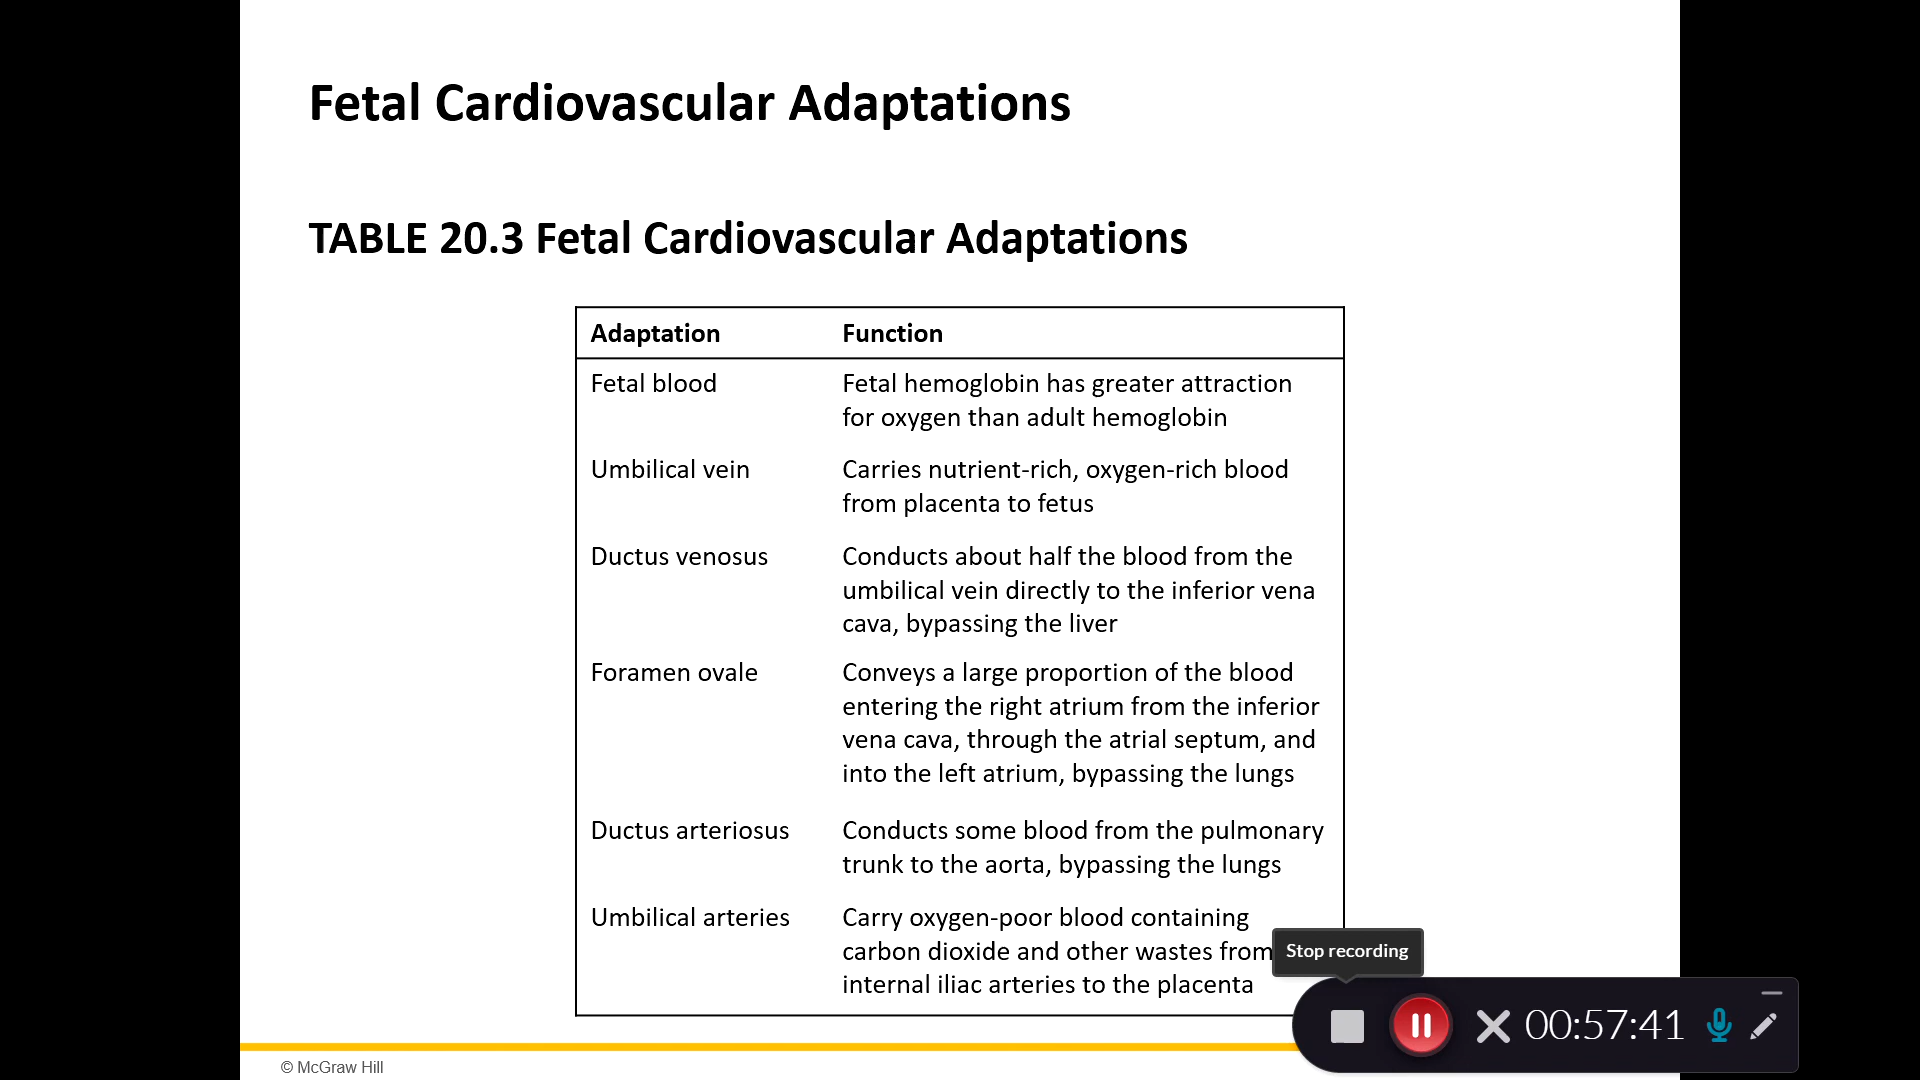 Fetal Cardiovascular Adaptations
TABLE 20.3 Fetal Cardiovascular Adaptations
Adaptation Function
Fetal blood Fetal hemoglobin has greater attraction
for oxygen than adult hemoglobin
Umbilical vein Carries nutrient-rich, oxygen-rich blood
from placenta to fetus
Ductus venosus Conducts about half the blood from the
umbilical vein directly to the inferior vena
cava, bypassing the liver
Foramen ovale Conveys a large proportion of the blood
entering the right atrium from the inferior
vena cava, through the atrial septum, and
into the left atrium, bypassing the lungs
Ductus arteriosus Conducts some blood from the pulmonary
trunk to the aorta, bypassing the lungs
Umbilical arteries Carry oxygen-poor blood containing
carbon dioxide and other wastes from
internal iliac arteries to the placenta
Stop recording
00:57:41
© McGraw Hill